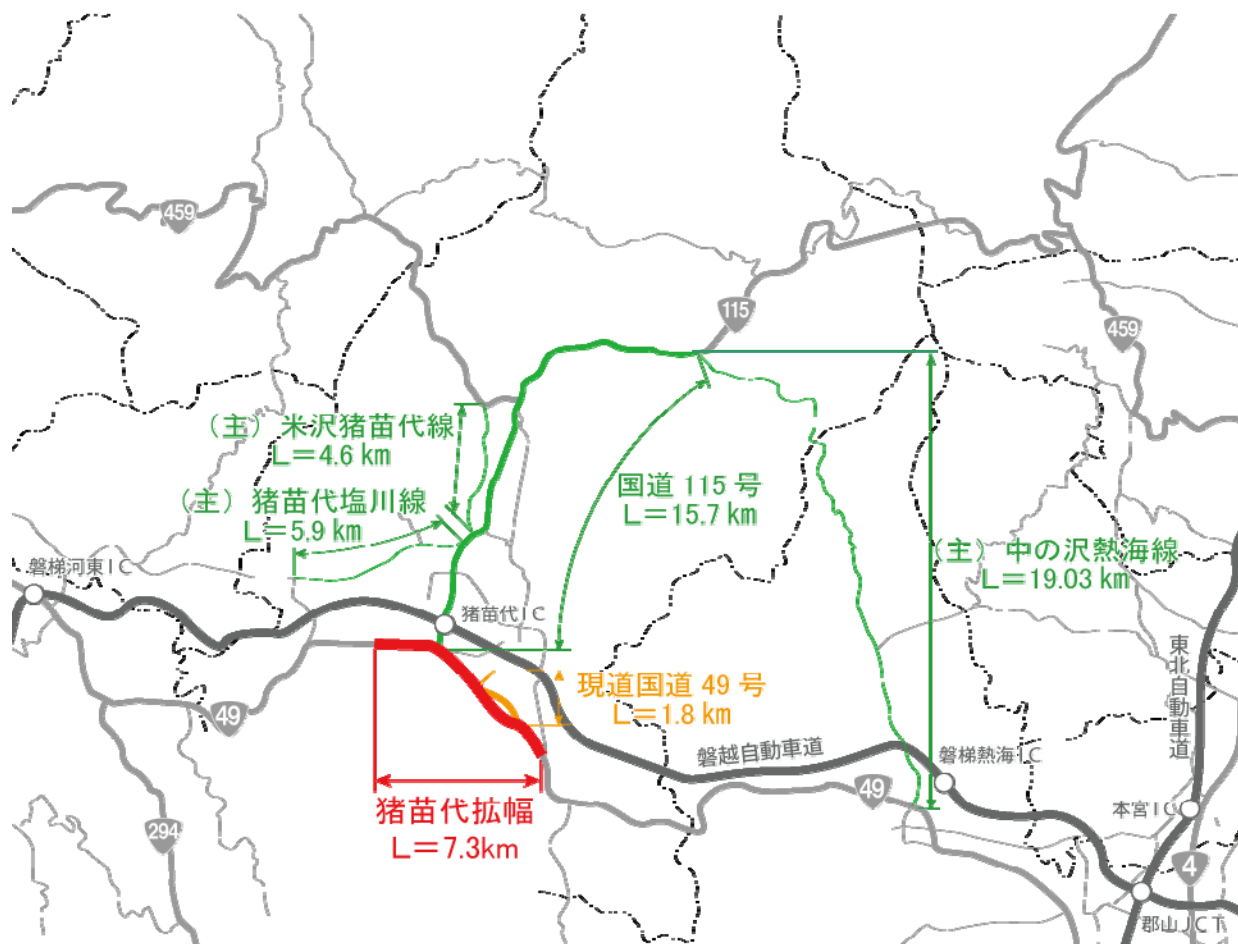 459
115
459
(主)米沢猪苗代線
L=4.6 km
(主)猪苗代塩川線
L=5.9 km
国道 115 号
L=15.7 km
(主)中の沢熱海線
L=19.03 km
磐梯河東IC
猪苗代IC
現道国道 49 号
L=1.8 km
東北自動車道
49
磐越自動車道
磐梯熱海IC
49
猪苗代拡幅
L=7.3km
本宮IC
294
4
郡山JCT